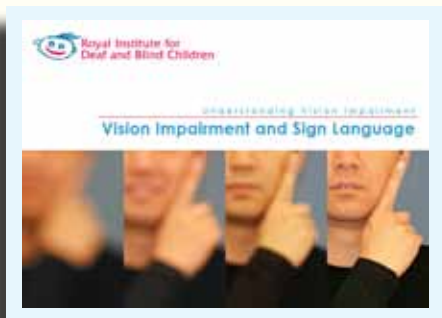 Royal Institute for
Deaf and Blind Children
Understanding Vision Impairment
Vision Impairment and Sign Language